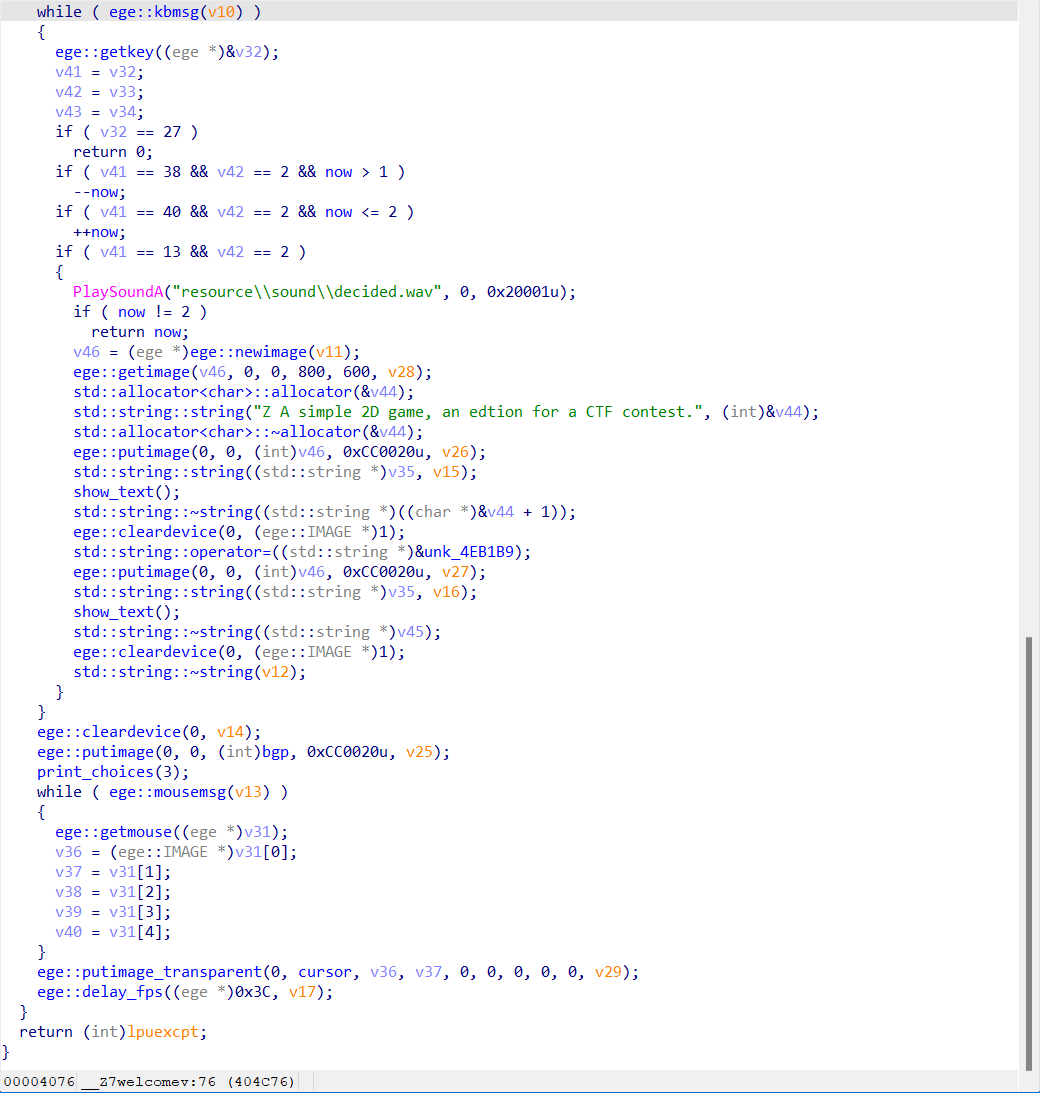 while ( ege::kbmsg(v10) )
{
ege::getkey((ege *)&v32);
v41 = v32;
v42 = v33;
v43 = v34;
if ( v32 == 27 )
return 0;
if ( v41 == 38 && v42 == 2 && now > 1 )
--now;
if ( v41 == 40 && v42 == 2 && now <= 2 )
++now;
if ( v41 == 13 && v42 == 2 )
{
PlaySoundA("resource\\sound\\decided.wav", 0, 0x20001u);
if ( now != 2 )
return now;
v46 = (ege *)ege::newimage(v11);
ege::getimage(v46, 0, 0, 800, 600, v28);
std::allocator<char>::allocator(&v44);
std::string::string("Z A simple 2D game, an edtion for a CTF contest.", (int)&v44);
std::allocator<char>::~allocator(&v44);
ege::putimage(0, 0, (int)v46, 0xCC0020u, v26);
std::string::string((std::string *)v35, v15);
show_text();
std::string::~string((std::string *)((char *)&v44 + 1));
ege::cleardevice(0, (ege::IMAGE *)1);
std::string::operator=((std::string *)&unk_4EB1B9);
ege::putimage(0, 0, (int)v46, 0xCC0020u, v27);
std::string::string((std::string *)v35, v16);
show_text();
std::string::~string((std::string *)v45);
ege::cleardevice(0, (ege::IMAGE *)1);
std::string::~string(v12);
}
}
ege::cleardevice(0, v14);
ege::putimage(0, 0, (int)bgp, 0xCC0020u, v25);
print_choices(3);
while ( ege::mousemsg(v13) )
{
ege::getmouse((ege *)v31);
v36 = (ege::IMAGE *)v31[0];
v37 = v31[1];
v38 = v31[2];
v39 = v31[3];
v40 = v31[4];
}
ege::putimage_transparent(0, cursor, v36, v37, 0, 0, 0, 0, 0, v29);
ege::delay_fps((ege *)0x3C, v17);
}
return (int)lpuexcpt;
}
00004076 __Z7welcomev:76 (404C76)